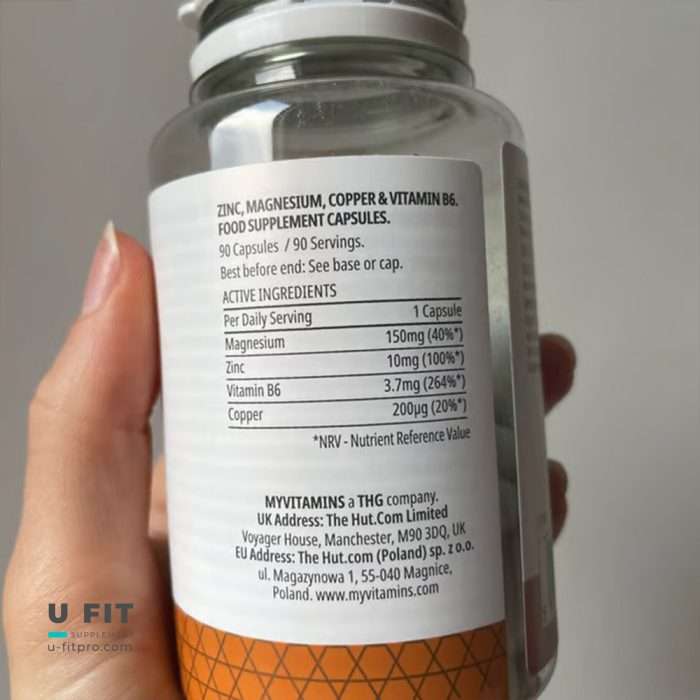 ZINC, MAGNESIUM, COPPER & VITAMIN B6.
FOOD SUPPLEMENT CAPSULES.
90 Capsules / 90 Servings.
Best before end: See base or cap.
ACTIVE INGREDIENTS
Per Daily Serving 1 Capsule
Magnesium 150mg (40%*)
Zinc 10mg (100%*)
Vitamin B6 3.7mg (264%*)
Copper 200µg (20%*)
*NRV - Nutrient Reference Value
MYVITAMINS a THG company.
UK Address: The Hut.Com Limited
Voyager House, Manchester, M90 3DQ, UK
EU Address: The Hut.com (Poland) sp. z o.o.
ul. Magazynowa 1, 55-040 Magnice,
Poland. www.myvitamins.com
U FIT
SUPPLEM
u-fitpro.com